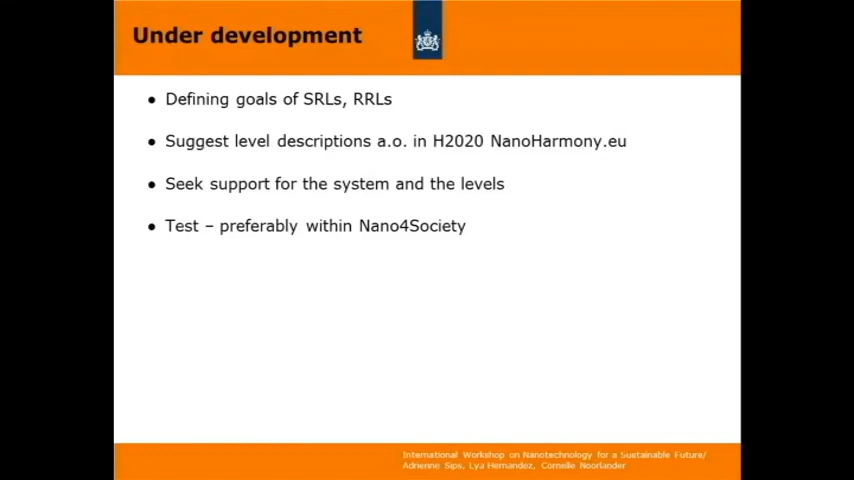 Under development
• Defining goals of SRLs, RRLs
• Suggest level descriptions a.o. in H2020 NanoHarmony.eu
• Seek support for the system and the levels
• Test – preferably within Nano4Society
International Workshop on Nanotechnology for a Sustainable Future/
Adrienne Sips, Lya Hernandez, Cornelle Noorlander